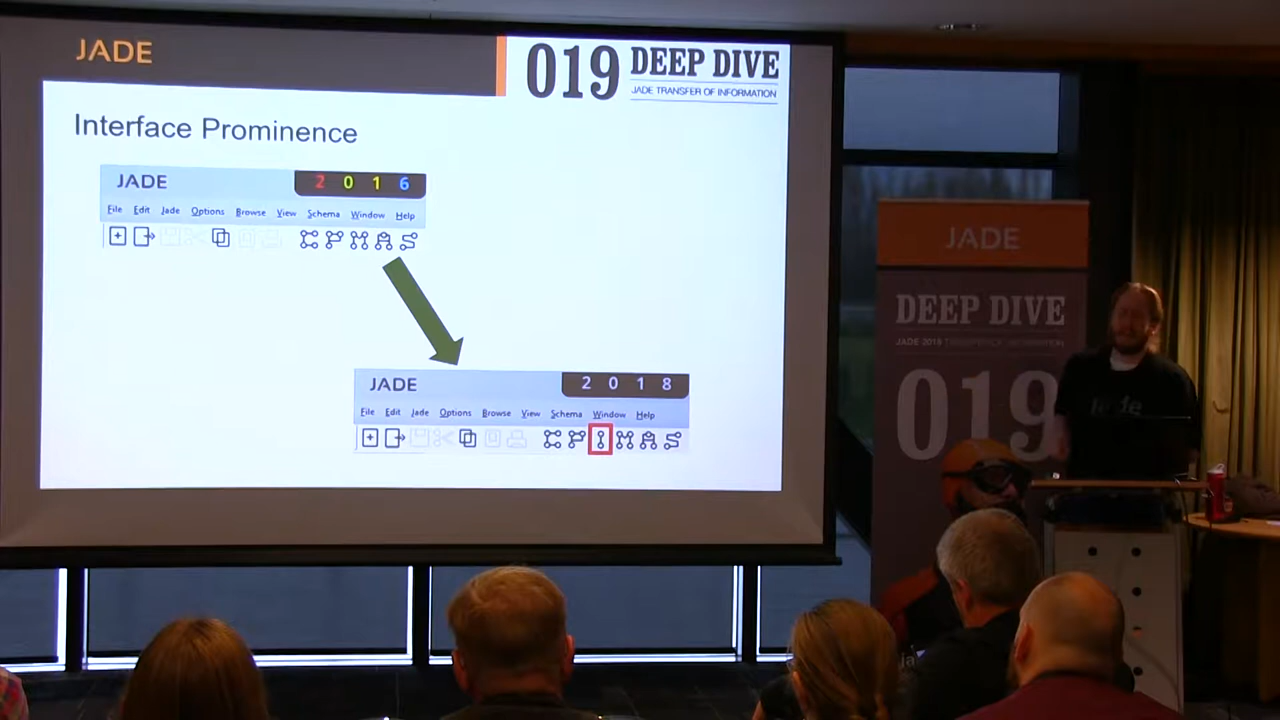 JADE
019 DEEP DIVE
JADE TRANSFER OF INFORMATION
Interface Prominence
JADE 2 0 1 6
File Edit Jade Options Browse View Schema Window Help
JADE 2 0 1 8
File Edit Jade Options Browse View Schema Window Help
JADE
DEEP DIVE
019